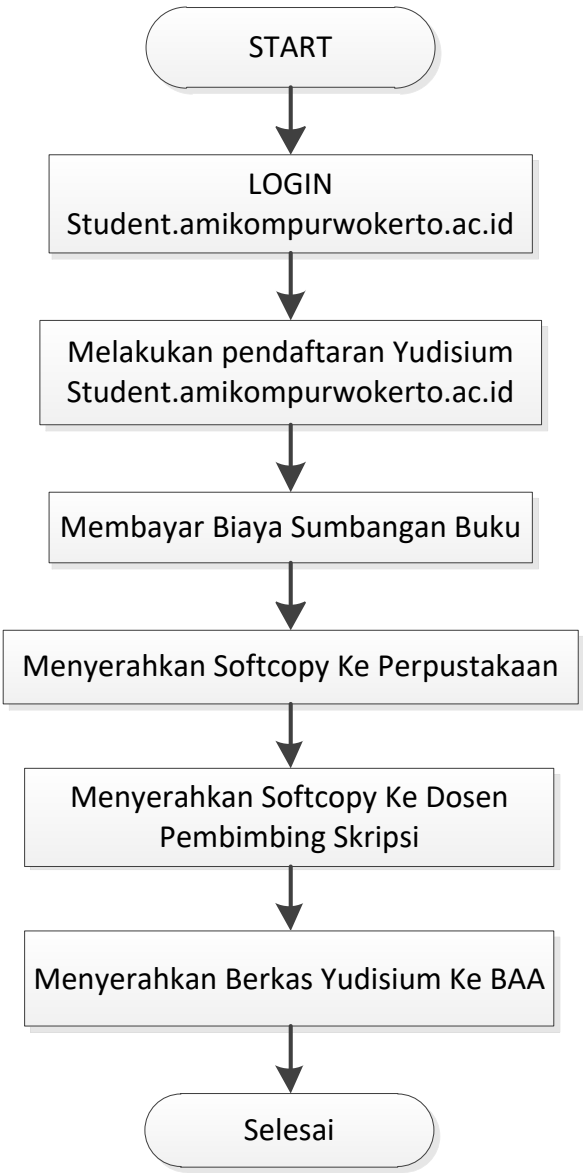 START
LOGIN
Student.amikompurwokerto.ac.id
Melakukan pendaftaran Yudisium
Student.amikompurwokerto.ac.id
Membayar Biaya Sumbangan Buku
Menyerahkan Softcopy Ke Perpustakaan
Menyerahkan Softcopy Ke Dosen
Pembimbing Skripsi
Menyerahkan Berkas Yudisium Ke BAA
Selesai